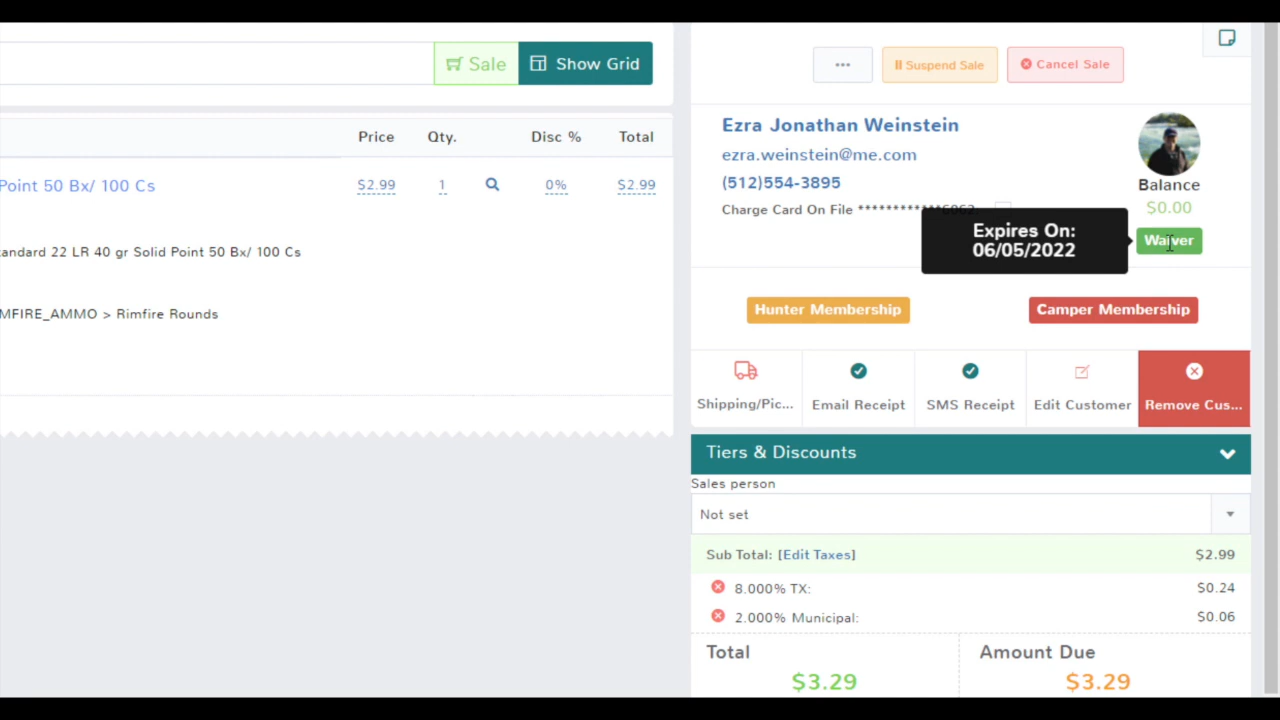 Sale
Show Grid
...
Suspend Sale
Cancel Sale
Price Qty. Disc % Total
Point 50 Bx/ 100 Cs $2.99 1 0% $2.99
tandard 22 LR 40 gr Solid Point 50 Bx/ 100 Cs
MFIRE_AMMO > Rimfire Rounds
Ezra Jonathan Weinstein
ezra.weinstein@me.com
(512)554-3895
Charge Card On File
Balance
$0.00
Expires On:
06/05/2022
Waiver
Hunter Membership Camper Membership
Shipping/Pic... Email Receipt SMS Receipt Edit Customer Remove Cus...
Tiers & Discounts
Sales person
Not set
Sub Total: [Edit Taxes] $2.99
8.000% TX: $0.24
2.000% Municipal: $0.06
Total Amount Due
$3.29 $3.29